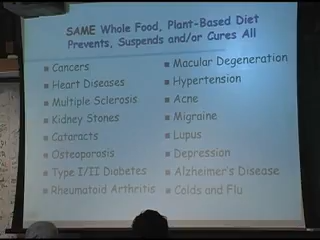 SAME Whole Food, Plant-Based Diet
Prevents, Suspends and/or Cures All
Cancers
Heart Diseases
Multiple Sclerosis
Kidney Stones
Cataracts
Osteoporosis
Type I/II Diabetes
Rheumatoid Arthritis
Macular Degeneration
Hypertension
Acne
Migraine
Lupus
Depression
Alzheimer's Disease
Colds and Flu